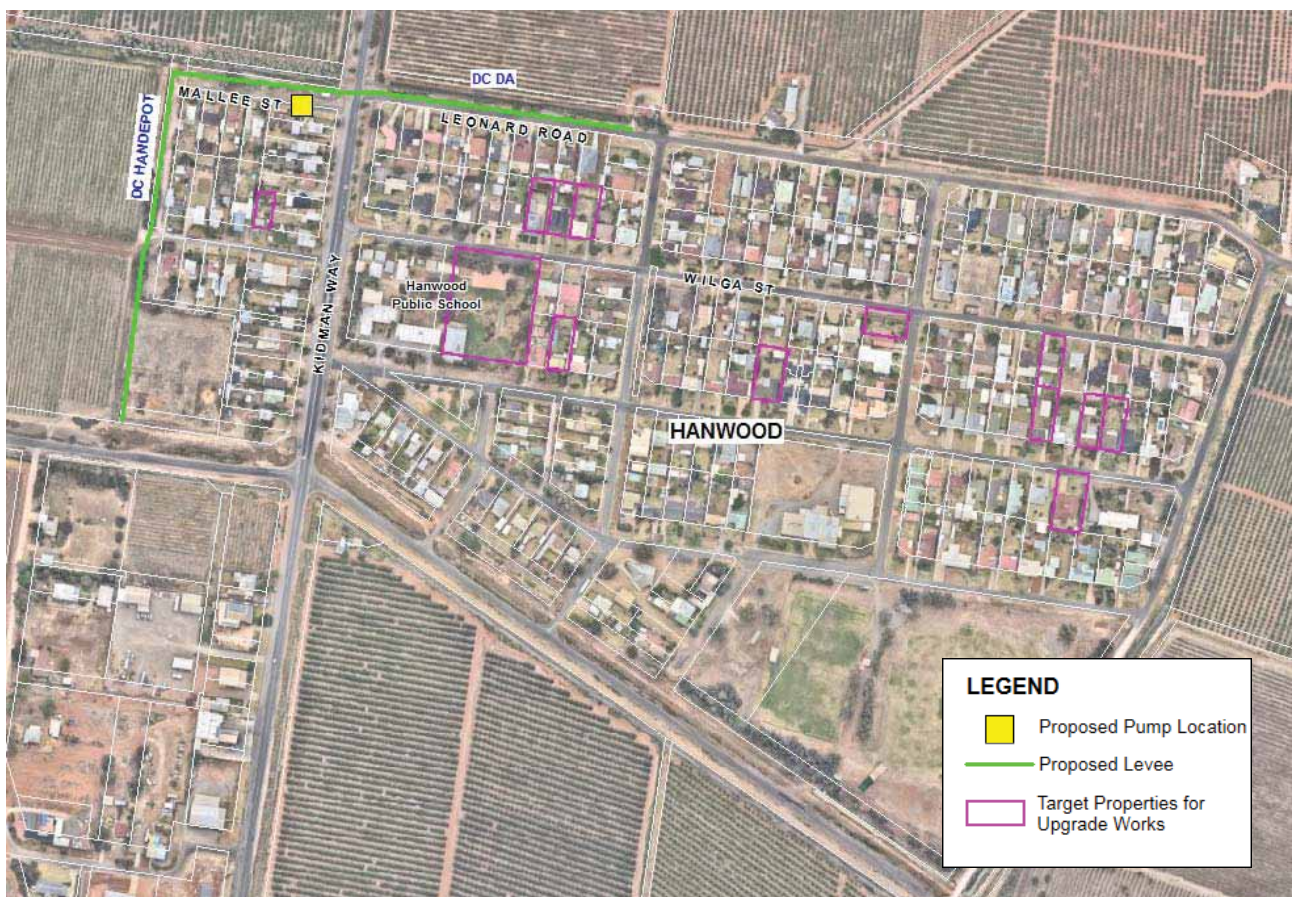 DC DA
MALLEE ST
LEONARD ROAD
DC HANDEPOT
KIDMAN WAY
Hanwood
Public School
WILGA ST
HANWOOD
LEGEND
Proposed Pump Location
Proposed Levee
Target Properties for
Upgrade Works